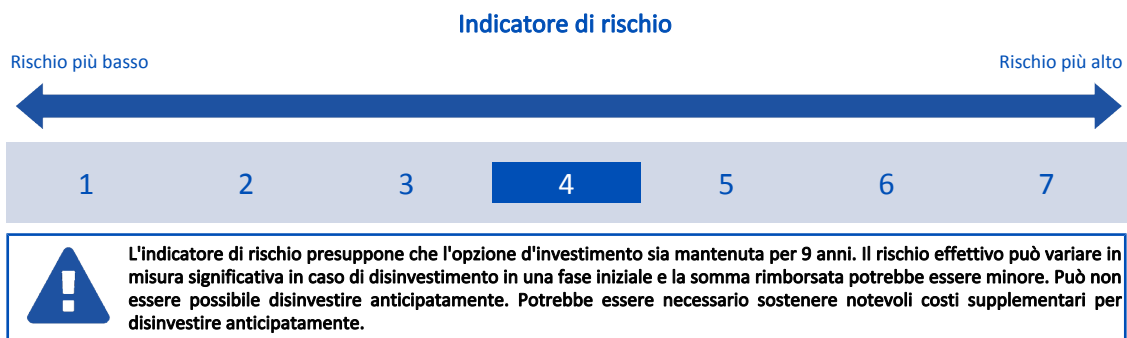 Indicatore di rischio
Rischio più basso
Rischio più alto
1 2 3 4 5 6 7
L'indicatore di rischio presuppone che l'opzione d'investimento sia mantenuta per 9 anni. Il rischio effettivo può variare in
misura significativa in caso di disinvestimento in una fase iniziale e la somma rimborsata potrebbe essere minore. Può non
essere possibile disinvestire anticipatamente. Potrebbe essere necessario sostenere notevoli costi supplementari per
disinvestire anticipatamente.